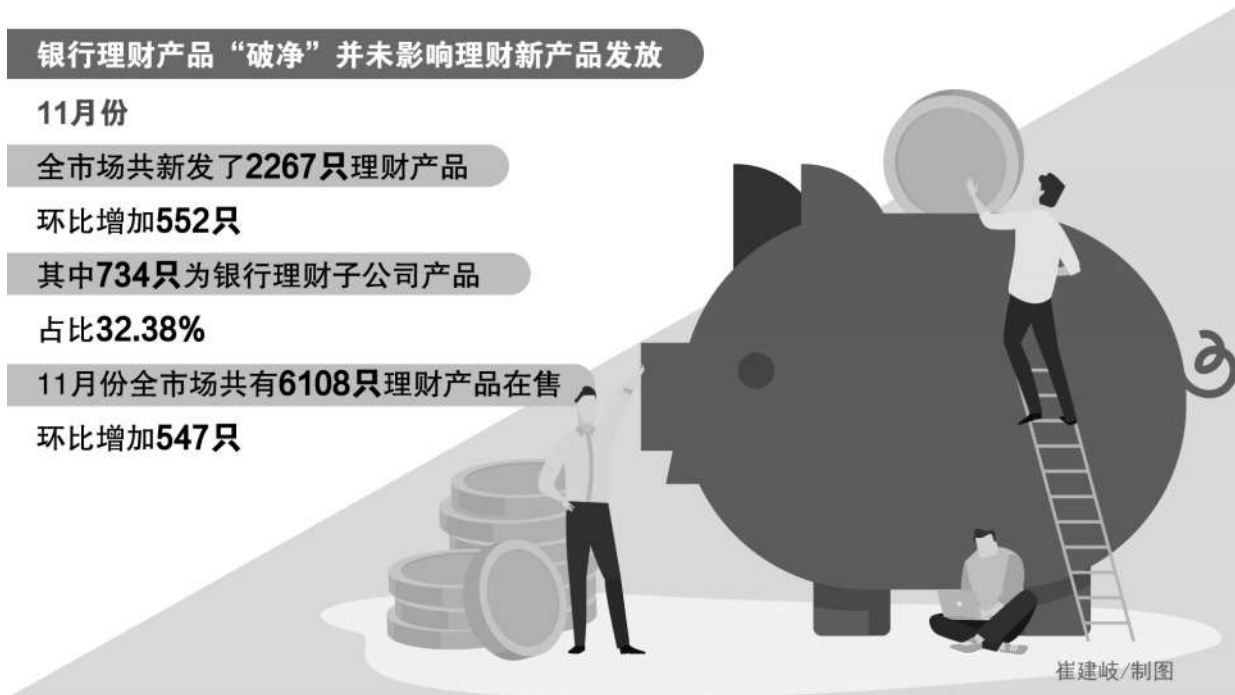 银行理财产品“破净”并未影响理财新产品发放
11月份
全市场共新发了2267只理财产品
环比增加552只
其中734只为银行理财子公司产品
占比32.38%
11月份全市场共有6108只理财产品在售
环比增加547只
崔建岐/制图